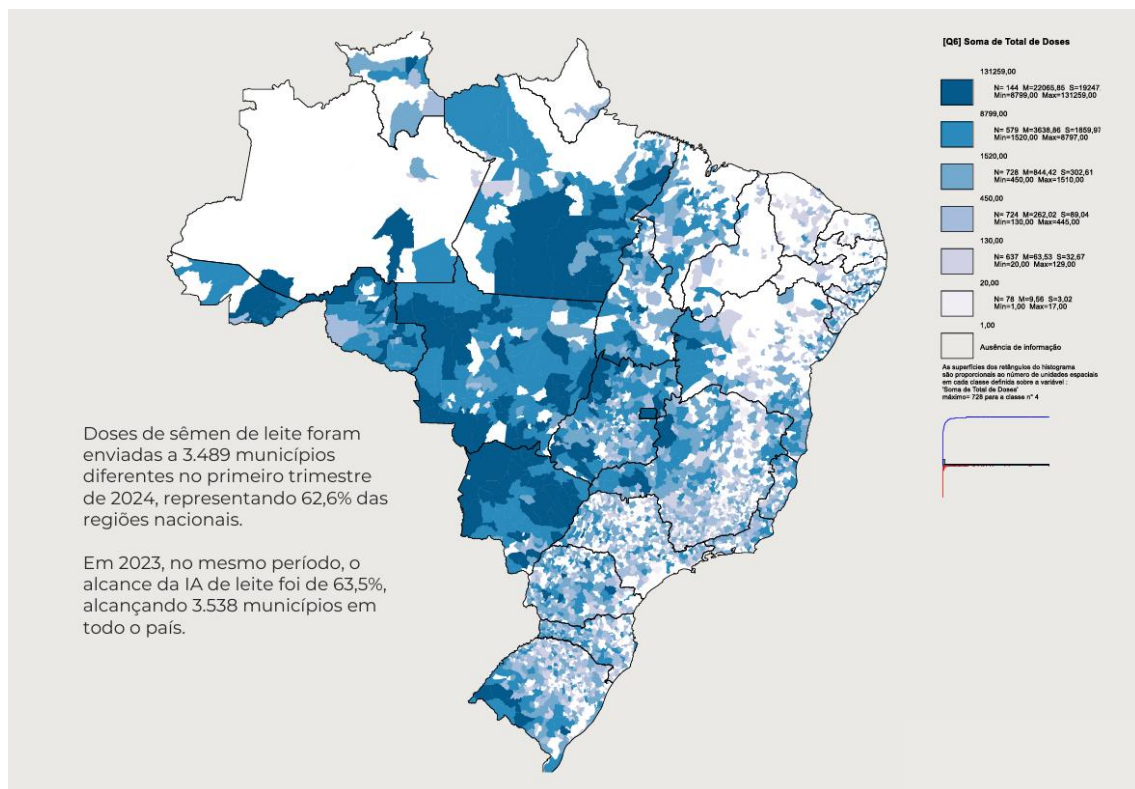 [Q6] Soma de Total de Doses
131259,00
N= 144 M=22065,85 S=19247
Min=8799,00 Max=131259,00
8799,00
N= 579 M=3638,86 S=1859,97
Min=1520,00 Max=8797,00
1520,00
N= 728 M=844,42 S=302,61
Min=450,00 Max=1510,00
450,00
N= 724 M=262,02 S=89,04
Min=130,00 Max=445,00
130,00
N= 637 M=63,53 S=32,67
Min=20,00 Max=129,00
20,00
N= 78 M=9,56 S=3,02
Min=1,00 Max=17,00
1,00
Ausência de informação
As superfícies dos retângulos do histograma
são proporcionais ao número de unidades espaciais
em cada classe definida sobre a variável :
'Soma de Total de Doses'
máximo= 728 para a classe n° 4
Doses de sêmen de leite foram
enviadas a 3.489 municípios
diferentes no primeiro trimestre
de 2024, representando 62,6% das
regiões nacionais.
Em 2023, no mesmo período, o
alcance da IA de leite foi de 63,5%,
alcançando 3.538 municípios em
todo o país.